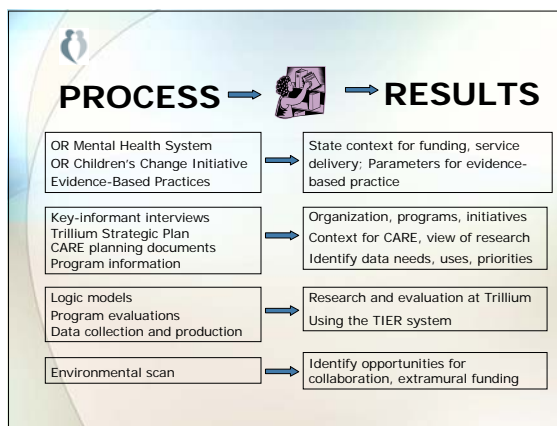 PROCESS RESULTS
OR Mental Health System
OR Children's Change Initiative
Evidence-Based Practices
State context for funding, service
delivery; Parameters for evidence-
based practice
Key-informant interviews
Trillium Strategic Plan
CARE planning documents
Program information
Organization, programs, initiatives
Context for CARE, view of research
Identify data needs, uses, priorities
Logic models
Program evaluations
Data collection and production
Research and evaluation at Trillium
Using the TIER system
Environmental scan
Identify opportunities for
collaboration, extramural funding